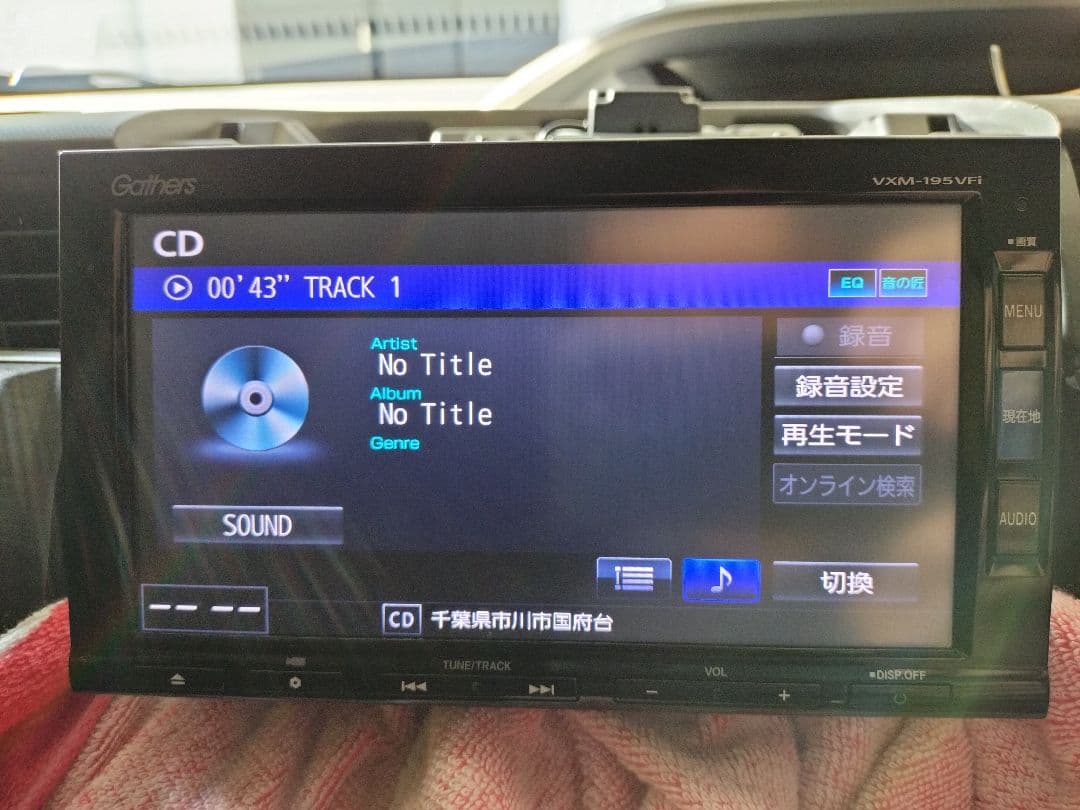 Gathers
VXM-195VFi
CD
■画質
00'43" TRACK 1
EQ
音の匠
Artist
No Title
録音
MENU
Album
No Title
録音設定
Genre
再生モード
現在地
オンライン検索
SOUND
AUDIO
切換
-- --
CD 千葉県市川市国府台
TUNE/TRACK
VOL
■DISP.OFF
− +